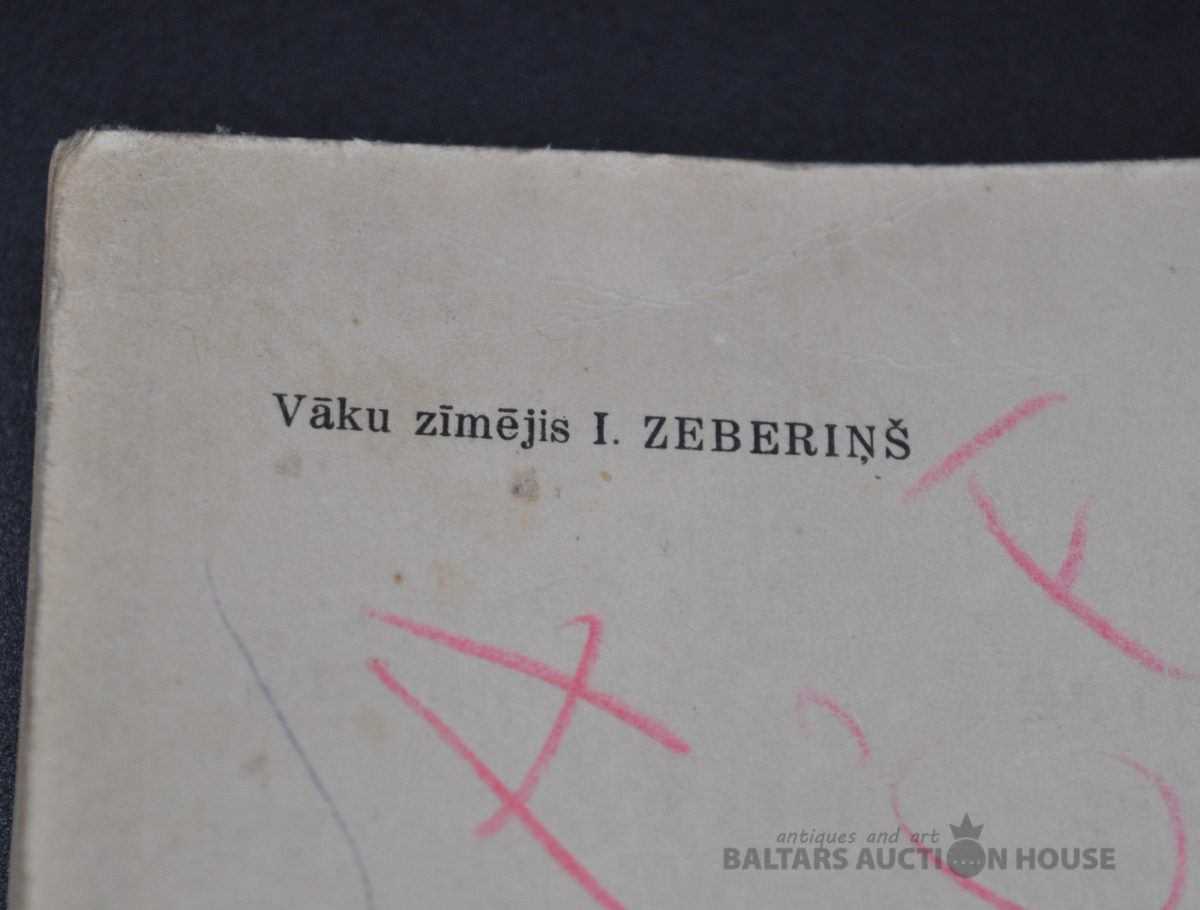 Vāku zīmējis I. ZEBERIŅŠ
antiques and art
BALTARS AUCTION HOUSE